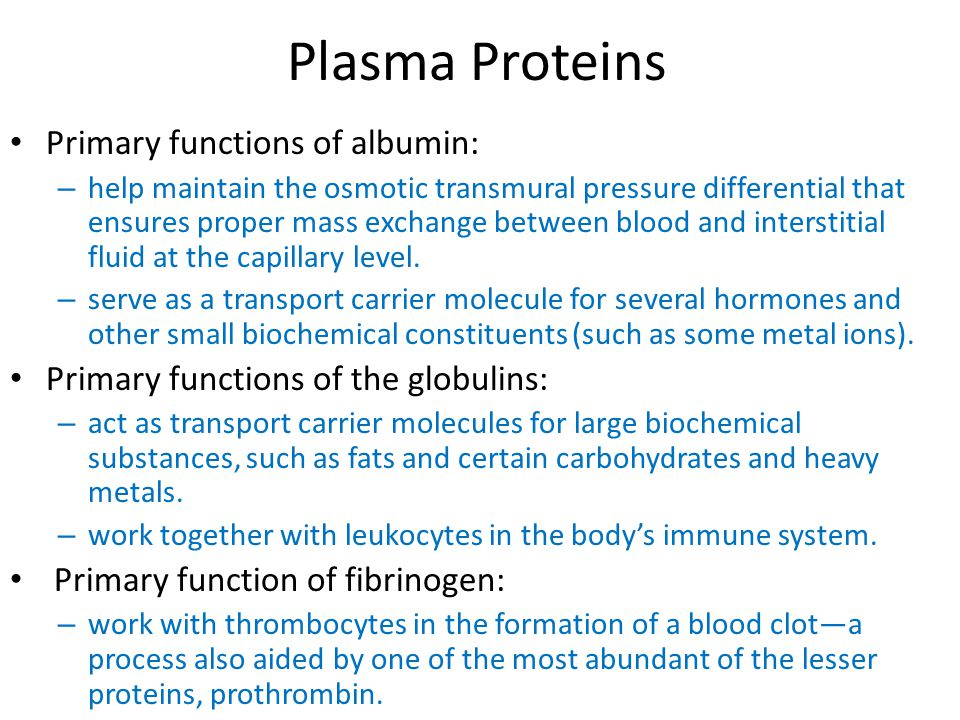 Plasma Proteins
• Primary functions of albumin:
– help maintain the osmotic transmural pressure differential that
ensures proper mass exchange between blood and interstitial
fluid at the capillary level.
– serve as a transport carrier molecule for several hormones and
other small biochemical constituents (such as some metal ions).
• Primary functions of the globulins:
– act as transport carrier molecules for large biochemical
substances, such as fats and certain carbohydrates and heavy
metals.
– work together with leukocytes in the body’s immune system.
• Primary function of fibrinogen:
– work with thrombocytes in the formation of a blood clot—a
process also aided by one of the most abundant of the lesser
proteins, prothrombin.